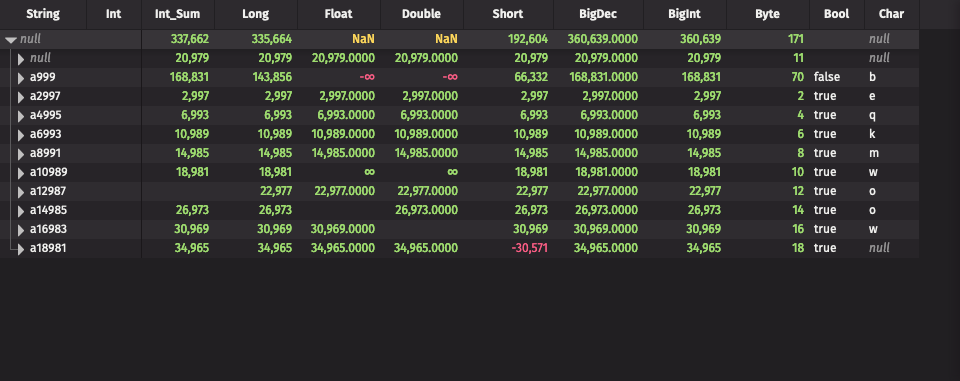 String Int Int_Sum Long Float Double Short BigDec BigInt Byte Bool Char
null 337,662 335,664 NaN NaN 192,604 360,639.0000 360,639 171 null
null 20,979 20,979 20,979.0000 20,979.0000 20,979 20,979.0000 20,979 11 null
a999 168,831 143,856 -∞ -∞ 66,332 168,831.0000 168,831 70 false b
a2997 2,997 2,997 2,997.0000 2,997.0000 2,997 2,997.0000 2,997 2 true e
a4995 6,993 6,993 6,993.0000 6,993.0000 6,993 6,993.0000 6,993 4 true q
a6993 10,989 10,989 10,989.0000 10,989.0000 10,989 10,989.0000 10,989 6 true k
a8991 14,985 14,985 14,985.0000 14,985.0000 14,985 14,985.0000 14,985 8 true m
a10989 18,981 18,981 ∞ ∞ 18,981 18,981.0000 18,981 10 true w
a12987 22,977 22,977.0000 22,977.0000 22,977 22,977.0000 22,977 12 true o
a14985 26,973 26,973 26,973.0000 26,973 26,973.0000 26,973 14 true o
a16983 30,969 30,969 30,969.0000 30,969 30,969.0000 30,969 16 true w
a18981 34,965 34,965 34,965.0000 34,965.0000 -30,571 34,965.0000 34,965 18 true null